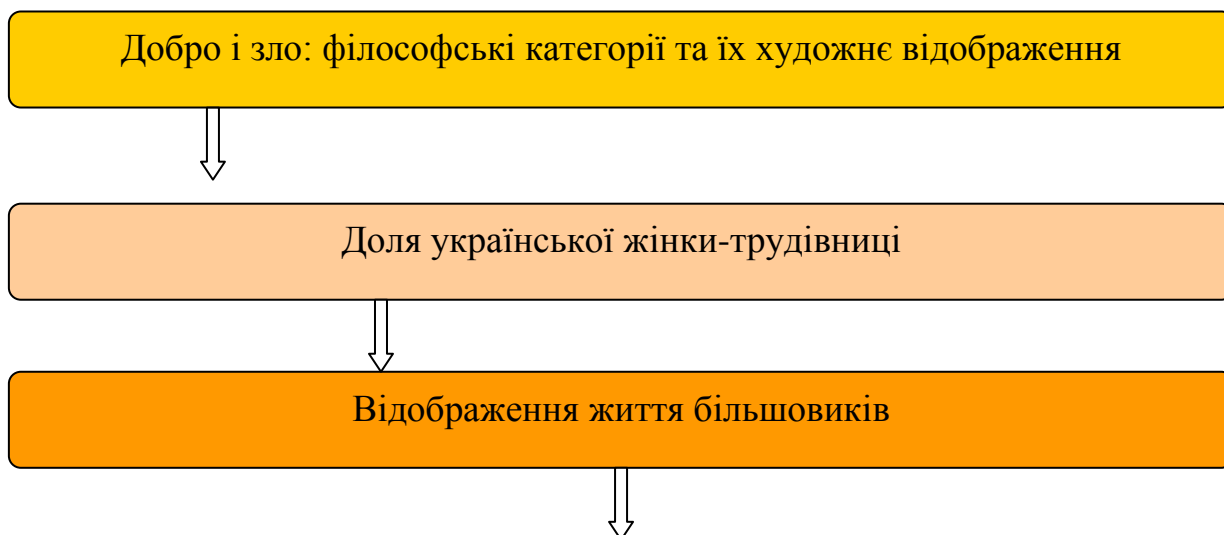 Добро і зло: філософські категорії та їх художнє відображення
Доля української жінки-трудівниці
Відображення життя більшовиків